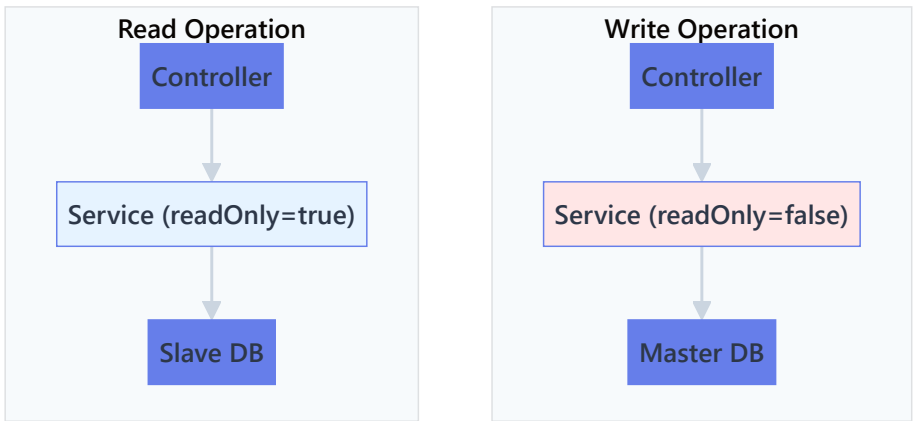 Read Operation
Controller
Service (readOnly=true)
Slave DB
Write Operation
Controller
Service (readOnly=false)
Master DB